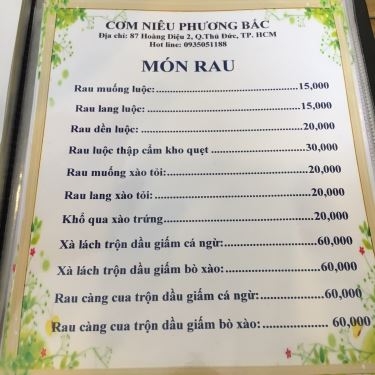 CƠM NIÊU PHƯƠNG BẮC
Địa chỉ: 87 Hoàng Diệu 2, Q.Thủ Đức, TP. HCM
Hot line: 0935051188
MÓN RAU
Rau muống luộc:.....15,000
Rau lang luộc:.....15,000
Rau dền luộc:.....20,000
Rau luộc thập cẩm kho quẹt.....30,000
Rau muống xào tỏi:.....20,000
Rau lang xào tỏi:.....20,000
Khổ qua xào trứng.....20,000
Xà lách trộn dầu giấm cá ngừ:.....60,000
Xà lách trộn dầu giấm bò xào:.....60,000
Rau càng cua trộn dầu giấm cá ngừ:.....60,000
Rau càng cua trộn dầu giấm bò xào:.....60,000